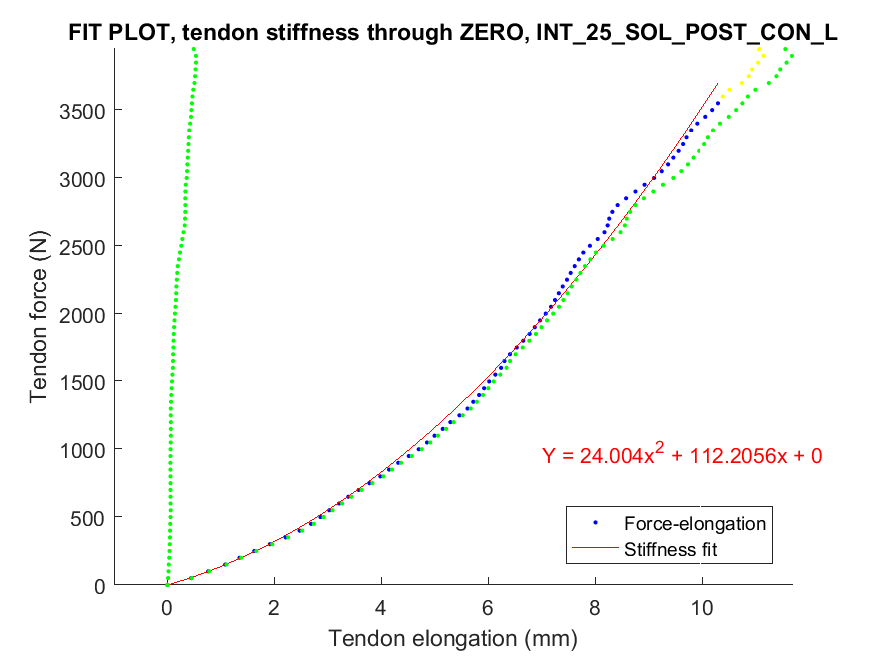 FIT PLOT, tendon stiffness through ZERO, INT_25_SOL_POST_CON_L
3500
3000
2500
2000
1500
1000
500
0
Tendon force (N)
Y = 24.004x² + 112.2056x + 0
Force-elongation
Stiffness fit
0 2 4 6 8 10
Tendon elongation (mm)